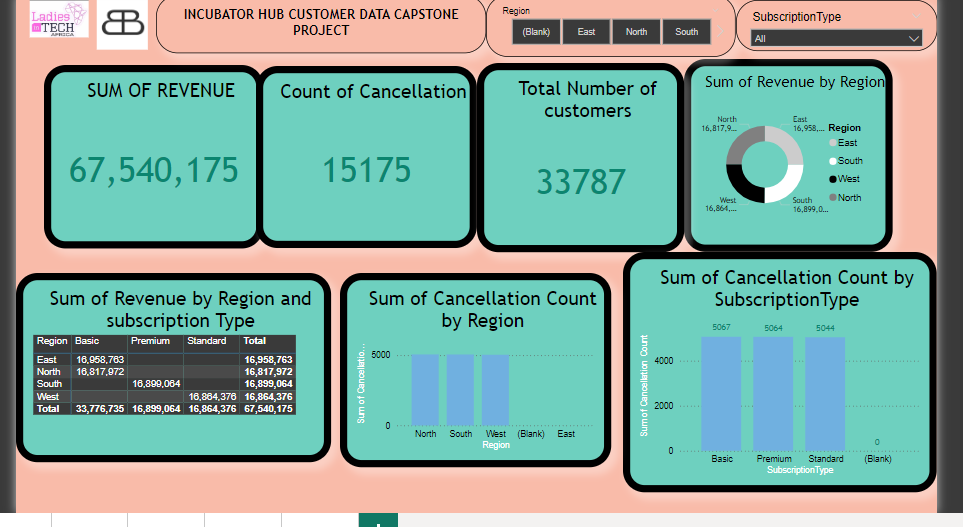 Ladies
in TECH
AFRICA
INCUBATOR HUB CUSTOMER DATA CAPSTONE
PROJECT
Region
(Blank) East North South
SubscriptionType
All
SUM OF REVENUE
67,540,175
Count of Cancellation
15175
Total Number of
customers
33787
Sum of Revenue by Region
North
16,817,9...
East
16,958,...
West
16,864,...
South
16,899,0...
Region
East
South
West
North
Sum of Revenue by Region and
subscription Type
Region Basic Premium Standard Total
East 16,958,763 16,958,763
North 16,817,972 16,817,972
South 16,899,064 16,899,064
West 16,864,376 16,864,376
Total 33,776,735 16,899,064 16,864,376 67,540,175
Sum of Cancellation Count
by Region
Sum of Cancellatio...
5000
0
North South West (Blank) East
Region
Sum of Cancellation Count by
SubscriptionType
Sum of Cancellation Count
5067 5064 5044
4000
2000
0
0
Basic Premium Standard (Blank)
SubscriptionType